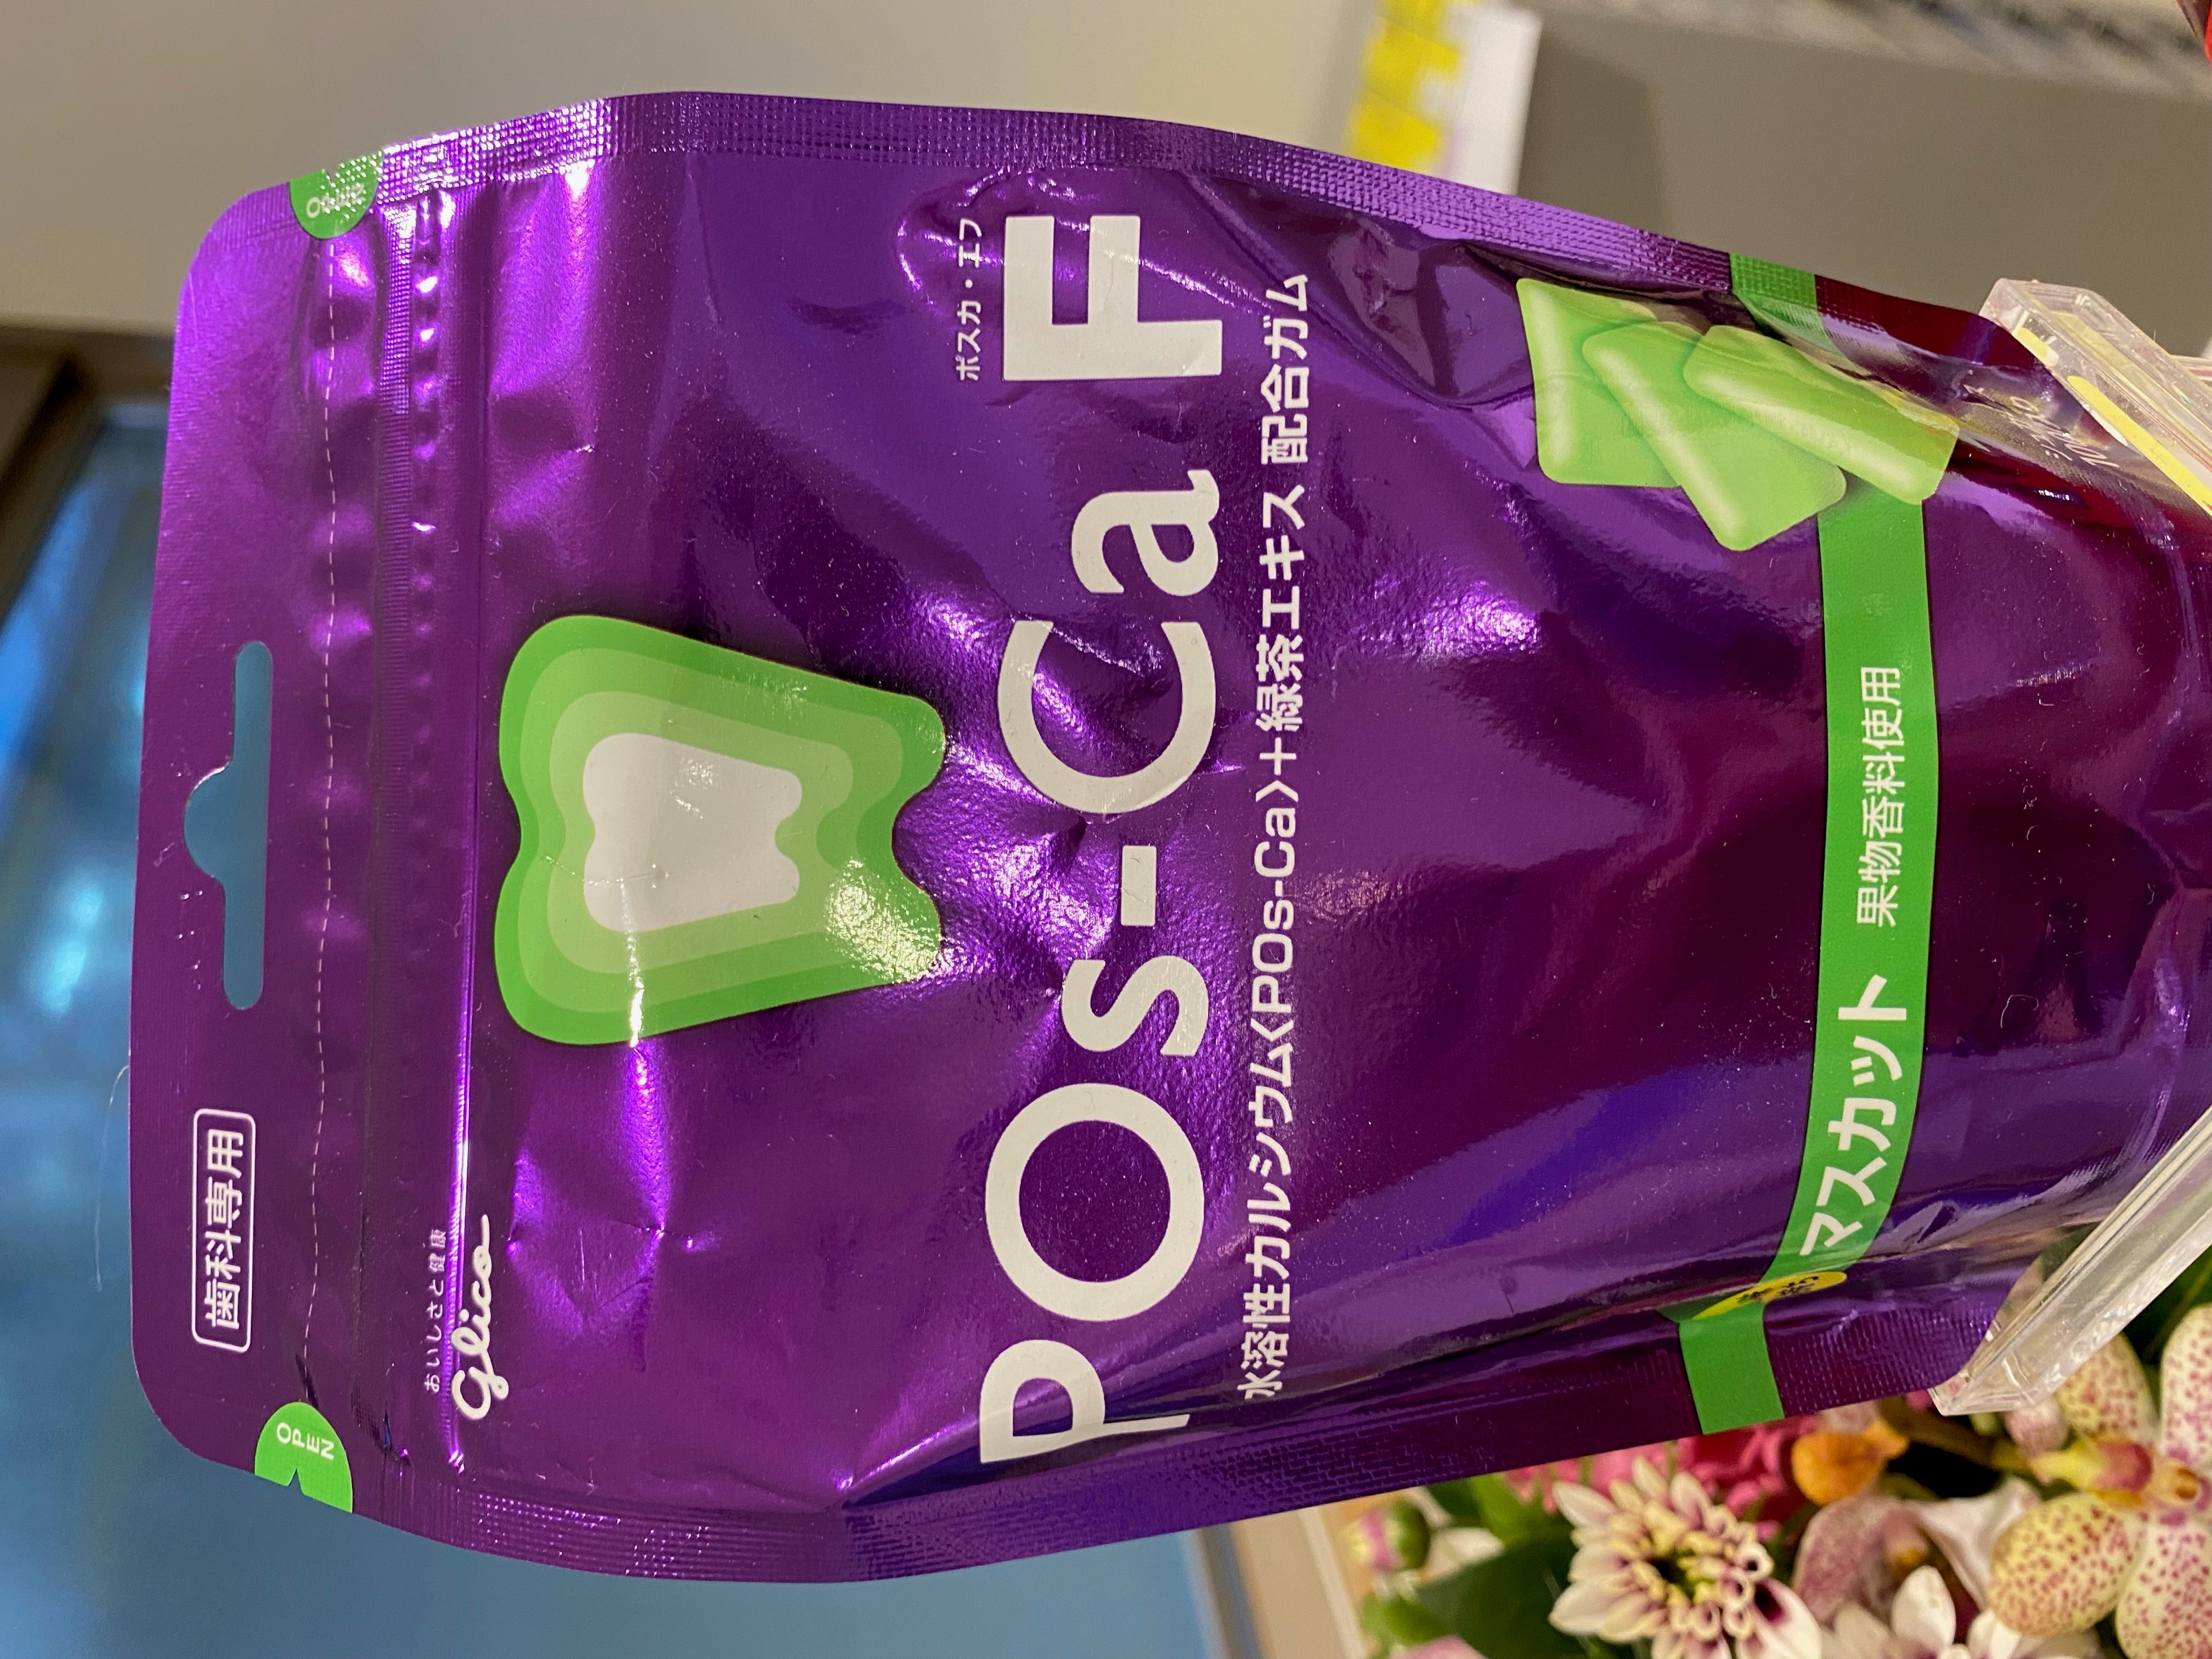 歯科専用
OPEN
おいしさと健康
glico
ポスカ・エフ
POs-Ca F
水溶性カルシウム〈POs-Ca〉+緑茶エキス 配合ガム
マスカット 果物香料使用